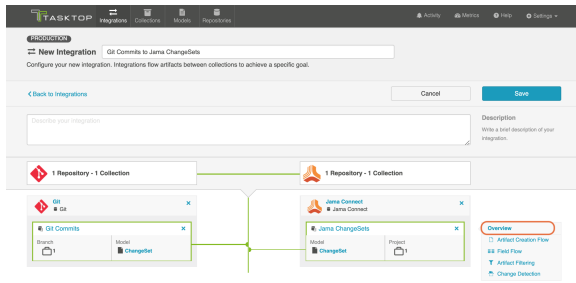 TASKTOP
Integrations Collections Models Repositories
Activity Metrics Help Settings
PRODUCTION
New Integration Git Commits to Jama ChangeSets
Configure your new integration. Integrations flow artifacts between collections to achieve a specific goal.
Back to Integrations Cancel Save
Describe your integration
Description
Write a brief description of your
integration.
1 Repository - 1 Collection 1 Repository - 1 Collection
Git
Git
Git Commits
Branch Model
1 ChangeSet
Jama Connect
Jama Connect
Jama ChangeSets
Model Project
ChangeSet 1
Overview
Artifact Creation Flow
Field Flow
Artifact Filtering
Change Detection